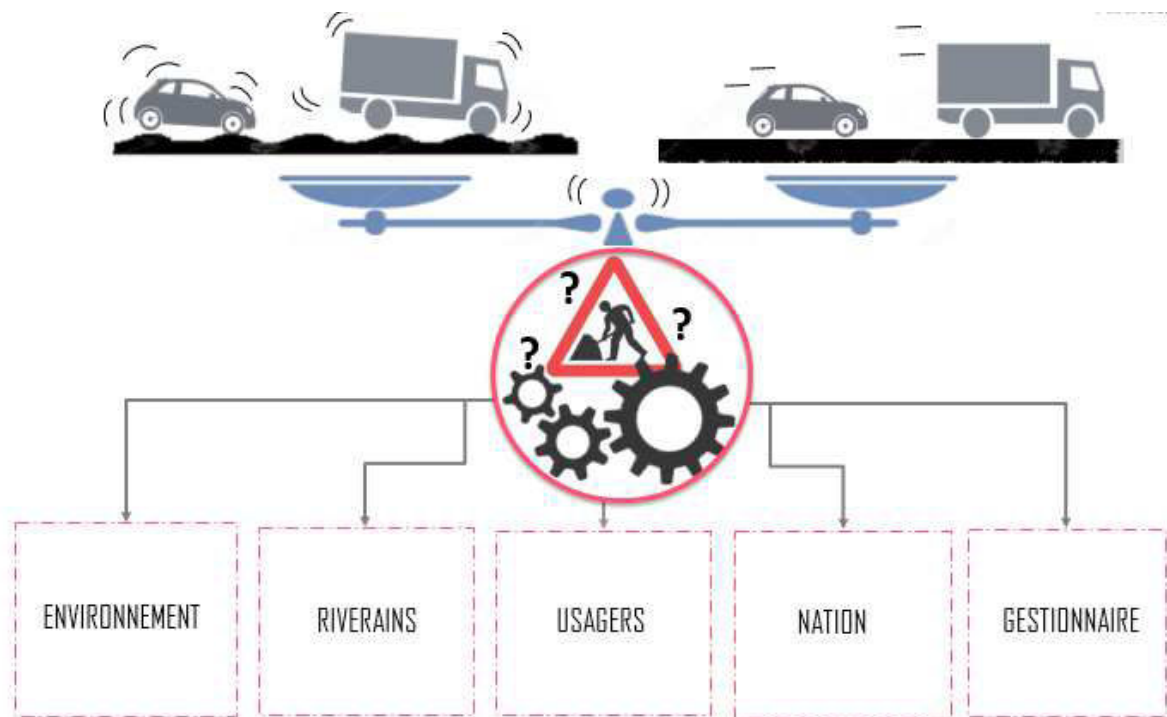 ?
?
?
ENVIRONNEMENT
RIVERAINS
USAGERS
NATION
GESTIONNAIRE